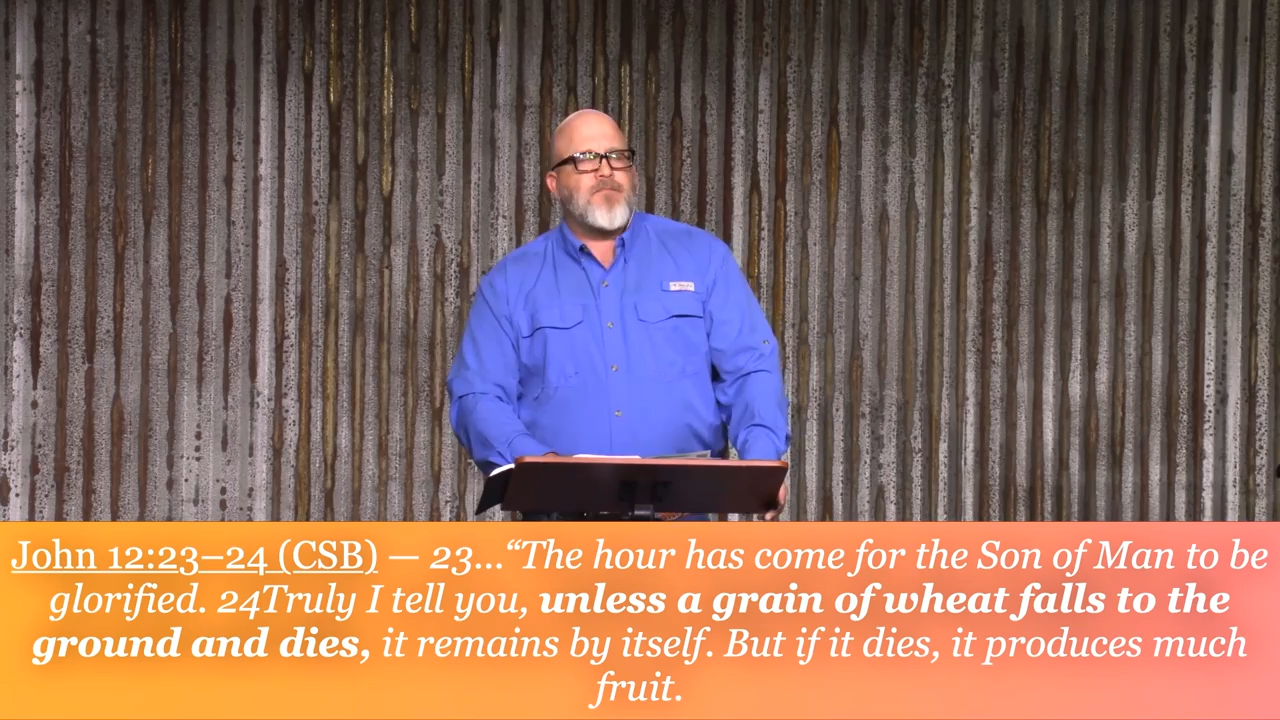 John 12:23–24 (CSB) — 23...“The hour has come for the Son of Man to be
glorified. 24Truly I tell you, unless a grain of wheat falls to the
ground and dies, it remains by itself. But if it dies, it produces much
fruit.